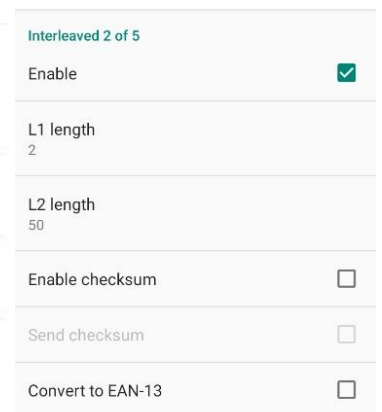 Interleaved 2 of 5
Enable
L1 length
2
L2 length
50
Enable checksum
Send checksum
Convert to EAN-13